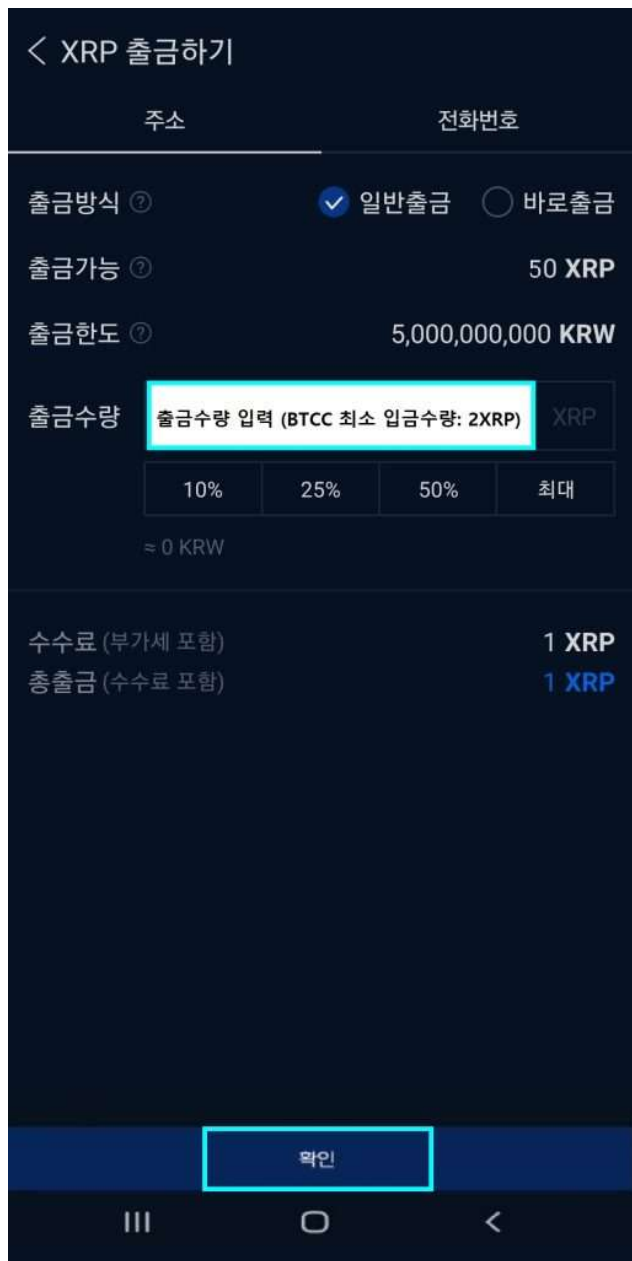 XRP 출금하기
주소 전화번호
출금방식 일반출금 바로출금
출금가능 50 XRP
출금한도 5,000,000,000 KRW
출금수량 출금수량 입력 (BTCC 최소 입금수량: 2XRP) XRP
10% 25% 50% 최대
≈ 0 KRW
수수료 (부가세 포함) 1 XRP
총출금 (수수료 포함) 1 XRP
확인